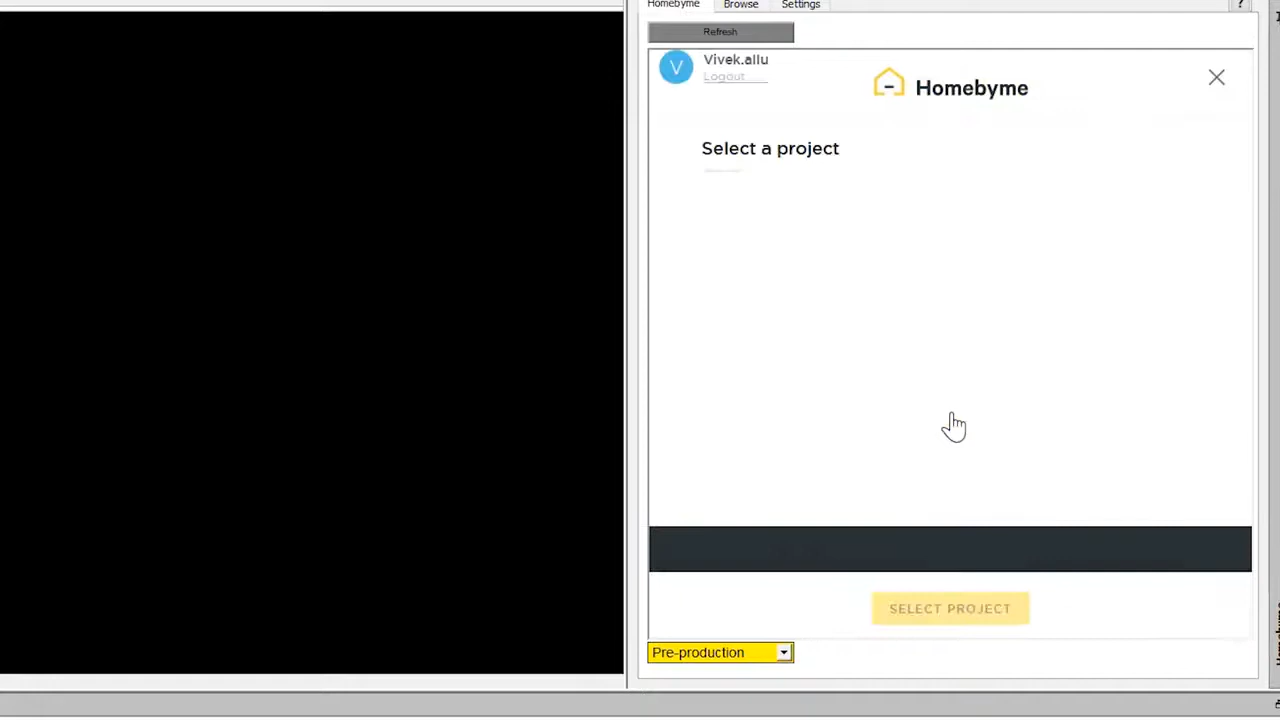 Homebyme Browse Settings ?
Refresh
V Vivek.allu
Logout
Homebyme
Select a project
SELECT PROJECT
Pre-production